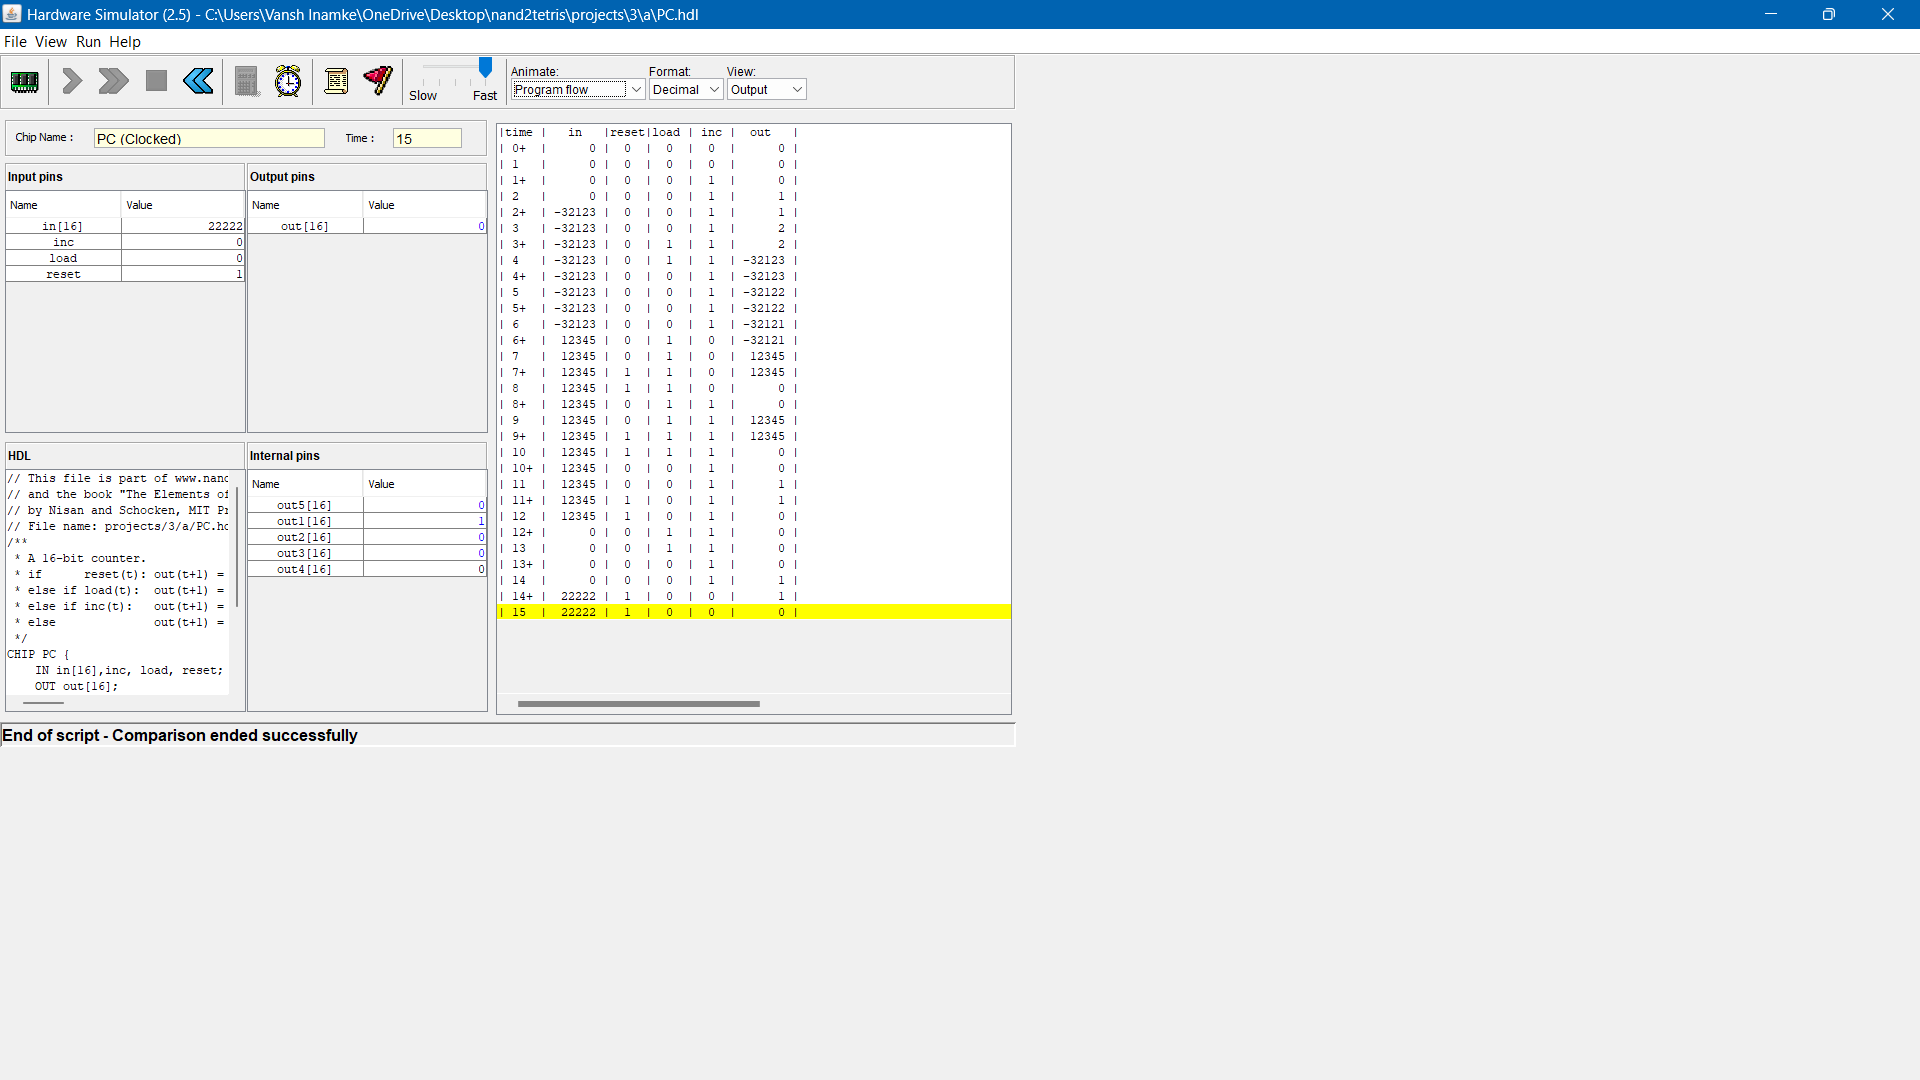 Hardware Simulator (2.5) - C:\Users\Vansh Inamke\OneDrive\Desktop\nand2tetris\projects\3\a\PC.hdl
File View Run Help
Slow Fast
Animate: Format: View:
Program flow Decimal Output
Chip Name : PC (Clocked) Time : 15
Input pins
Name Value
in[16] 22222
inc 0
load 0
reset 1
Output pins
Name Value
out[16] 0
HDL
// This file is part of www.nand
// and the book "The Elements of
// by Nisan and Schocken, MIT Pr
// File name: projects/3/a/PC.hd
/**
* A 16-bit counter.
* if reset(t): out(t+1) =
* else if load(t): out(t+1) =
* else if inc(t): out(t+1) =
* else out(t+1) =
*/
CHIP PC {
IN in[16],inc, load, reset;
OUT out[16];
Internal pins
Name Value
out5[16] 0
out1[16] 1
out2[16] 0
out3[16] 0
out4[16] 0
|time | in |reset|load | inc | out |
| 0+ | 0 | 0 | 0 | 0 | 0 |
| 1 | 0 | 0 | 0 | 0 | 0 |
| 1+ | 0 | 0 | 0 | 1 | 0 |
| 2 | 0 | 0 | 0 | 1 | 1 |
| 2+ | -32123 | 0 | 0 | 1 | 1 |
| 3 | -32123 | 0 | 0 | 1 | 2 |
| 3+ | -32123 | 0 | 1 | 1 | 2 |
| 4 | -32123 | 0 | 1 | 1 | -32123 |
| 4+ | -32123 | 0 | 0 | 1 | -32123 |
| 5 | -32123 | 0 | 0 | 1 | -32122 |
| 5+ | -32123 | 0 | 0 | 1 | -32122 |
| 6 | -32123 | 0 | 0 | 1 | -32121 |
| 6+ | 12345 | 0 | 1 | 0 | -32121 |
| 7 | 12345 | 0 | 1 | 0 | 12345 |
| 7+ | 12345 | 1 | 1 | 0 | 12345 |
| 8 | 12345 | 1 | 1 | 0 | 0 |
| 8+ | 12345 | 0 | 1 | 1 | 0 |
| 9 | 12345 | 0 | 1 | 1 | 12345 |
| 9+ | 12345 | 1 | 1 | 1 | 12345 |
| 10 | 12345 | 1 | 1 | 1 | 0 |
| 10+ | 12345 | 0 | 0 | 1 | 0 |
| 11 | 12345 | 0 | 0 | 1 | 1 |
| 11+ | 12345 | 1 | 0 | 1 | 1 |
| 12 | 12345 | 1 | 0 | 1 | 0 |
| 12+ | 0 | 0 | 1 | 1 | 0 |
| 13 | 0 | 0 | 1 | 1 | 0 |
| 13+ | 0 | 0 | 0 | 1 | 0 |
| 14 | 0 | 0 | 0 | 1 | 1 |
| 14+ | 22222 | 1 | 0 | 0 | 1 |
| 15 | 22222 | 1 | 0 | 0 | 0 |
End of script - Comparison ended successfully